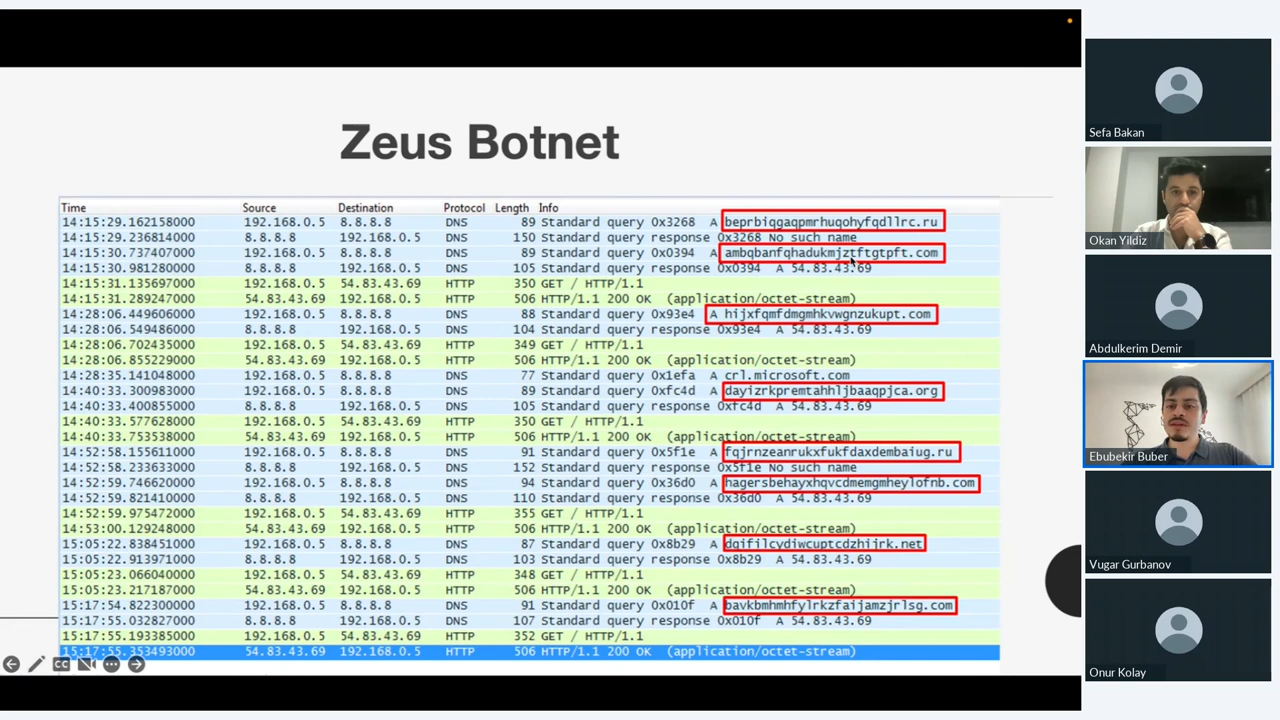 Zeus Botnet
Time Source Destination Protocol Length Info
14:15:29.162158000 192.168.0.5 8.8.8.8 DNS 89 Standard query 0x3268 A beprbiqgaqpmrhuqohyfqdllrc.ru
14:15:29.236814000 8.8.8.8 192.168.0.5 DNS 150 Standard query response 0x3268 No such name
14:15:30.737407000 192.168.0.5 8.8.8.8 DNS 89 Standard query 0x0394 A ambqbanfqhadukmjztftgtpft.com
14:15:30.981280000 8.8.8.8 192.168.0.5 DNS 105 Standard query response 0x0394 A 54.83.43.69
14:15:31.135697000 192.168.0.5 54.83.43.69 HTTP 350 GET / HTTP/1.1
14:15:31.289247000 54.83.43.69 192.168.0.5 HTTP 506 HTTP/1.1 200 OK (application/octet-stream)
14:28:06.449606000 192.168.0.5 8.8.8.8 DNS 88 Standard query 0x93e4 A hijxfqmfdmgmhkvwgnzukupt.com
14:28:06.549486000 8.8.8.8 192.168.0.5 DNS 104 Standard query response 0x93e4 A 54.83.43.69
14:28:06.702435000 192.168.0.5 54.83.43.69 HTTP 349 GET / HTTP/1.1
14:28:06.855229000 54.83.43.69 192.168.0.5 HTTP 506 HTTP/1.1 200 OK (application/octet-stream)
14:28:35.141048000 192.168.0.5 8.8.8.8 DNS 77 Standard query 0x1efa A crl.microsoft.com
14:40:33.300983000 192.168.0.5 8.8.8.8 DNS 89 Standard query 0xfc4d A dayizrkpremtahhljbaaqpjca.org
14:40:33.400855000 8.8.8.8 192.168.0.5 DNS 105 Standard query response 0xfc4d A 54.83.43.69
14:40:33.577628000 192.168.0.5 54.83.43.69 HTTP 350 GET / HTTP/1.1
14:40:33.753538000 54.83.43.69 192.168.0.5 HTTP 506 HTTP/1.1 200 OK (application/octet-stream)
14:52:58.155611000 192.168.0.5 8.8.8.8 DNS 91 Standard query 0x5f1e A fqjrnzeanrukxfukfdaxdembaiug.ru
14:52:58.233633000 8.8.8.8 192.168.0.5 DNS 152 Standard query response 0x5f1e No such name
14:52:59.740620000 192.168.0.5 8.8.8.8 DNS 94 Standard query 0x36d0 A hagersbehayxhqvcdmemgmheylofnb.com
14:52:59.821410000 8.8.8.8 192.168.0.5 DNS 110 Standard query response 0x36d0 A 54.83.43.69
14:52:59.975472000 192.168.0.5 54.83.43.69 HTTP 355 GET / HTTP/1.1
14:53:00.129248000 54.83.43.69 192.168.0.5 HTTP 506 HTTP/1.1 200 OK (application/octet-stream)
15:05:22.838451000 192.168.0.5 8.8.8.8 DNS 87 Standard query 0x8b29 A dqifilcydiwcuptcdzhijrk.net
15:05:22.913971000 8.8.8.8 192.168.0.5 DNS 103 Standard query response 0x8b29 A 54.83.43.69
15:05:23.066040000 192.168.0.5 54.83.43.69 HTTP 348 GET / HTTP/1.1
15:05:23.217187000 54.83.43.69 192.168.0.5 HTTP 506 HTTP/1.1 200 OK (application/octet-stream)
15:17:54.822300000 192.168.0.5 8.8.8.8 DNS 91 Standard query 0x010f A bavkbmhmhfylrkzfaijamzjrlsg.com
15:17:55.032827000 8.8.8.8 192.168.0.5 DNS 107 Standard query response 0x010f A 54.83.43.69
15:17:55.193385000 192.168.0.5 54.83.43.69 HTTP 352 GET / HTTP/1.1
15:17:55.353493000 54.83.43.69 192.168.0.5 HTTP 506 HTTP/1.1 200 OK (application/octet-stream)
CC
Sefa Bakan
Okan Yildiz
Abdulkerim Demir
Ebubekir Buber
Vugar Gurbanov
Onur Kolay